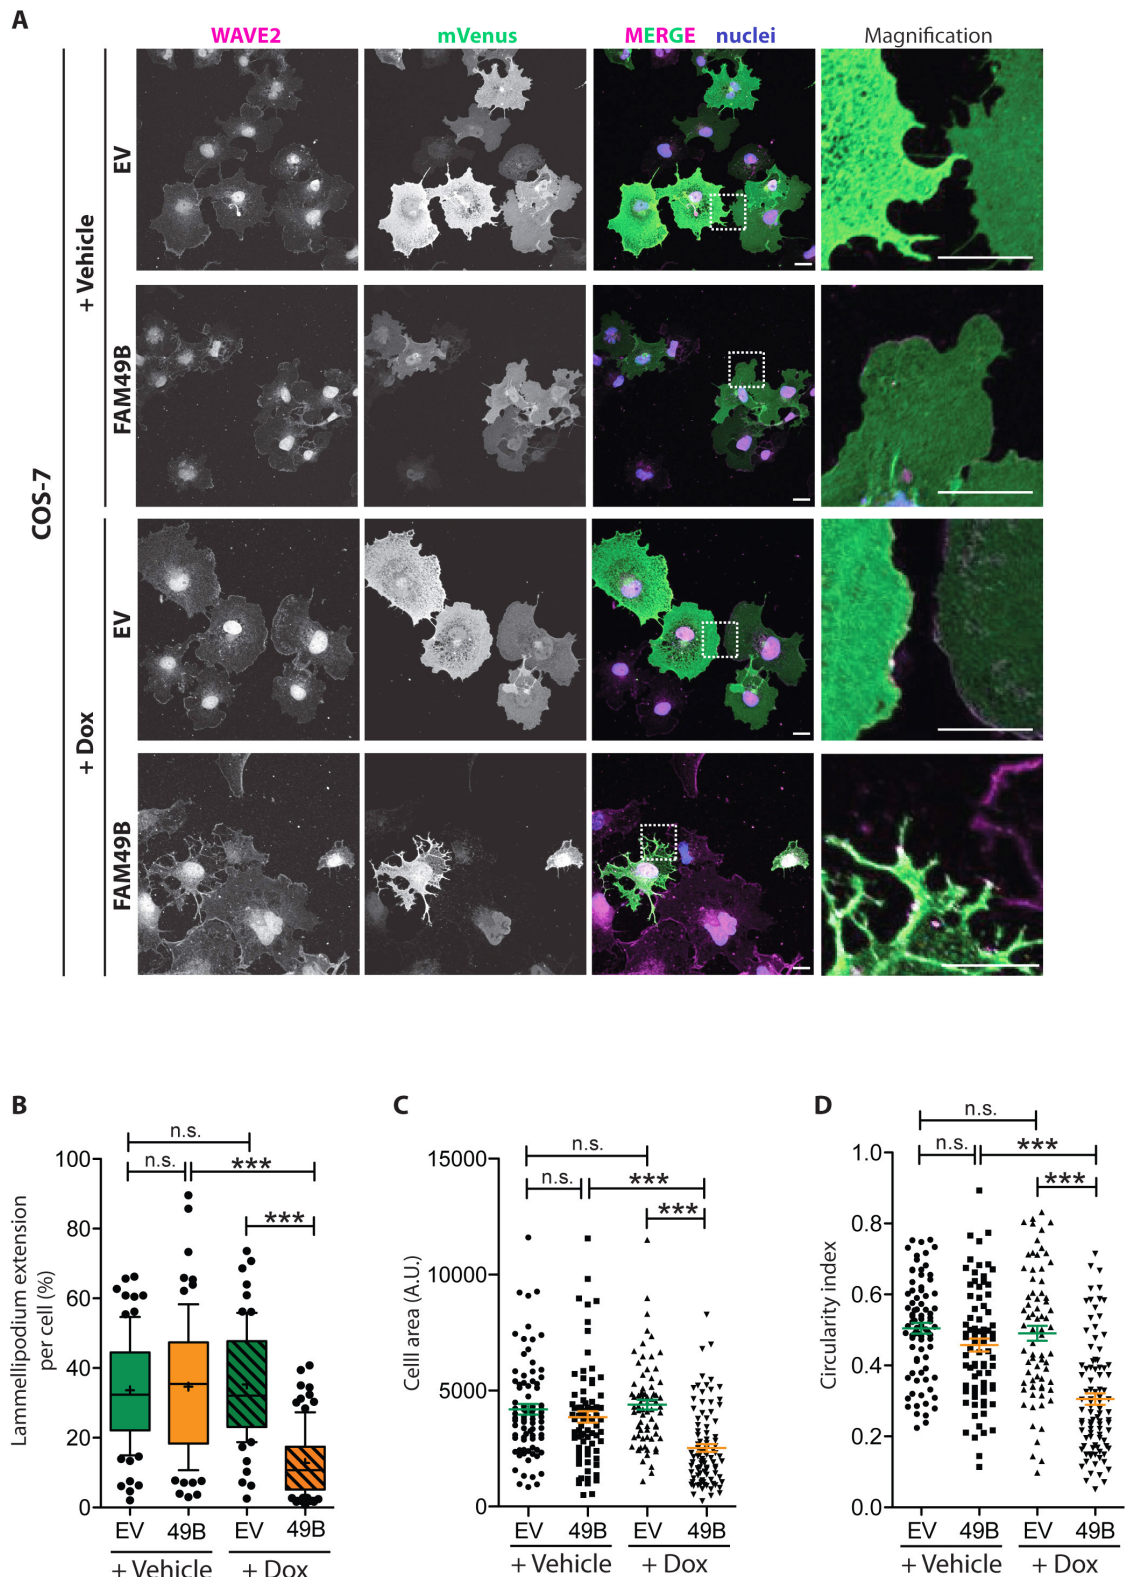 A
WAVE2 mVenus MERGE nuclei Magnification
COS-7
+ Vehicle
EV
FAM49B
+ Dox
EV
FAM49B
B
n.s.
n.s. ***
***
Lammellipodium extension
per cell (%)
100
80
60
40
20
0
EV 49B EV 49B
+ Vehicle + Dox
C
n.s.
n.s. ***
***
Celll area (A.U.)
15000
10000
5000
0
EV 49B EV 49B
+ Vehicle + Dox
D
n.s.
n.s. ***
***
Circularity index
1.0
0.8
0.6
0.4
0.2
0.0
EV 49B EV 49B
+ Vehicle + Dox